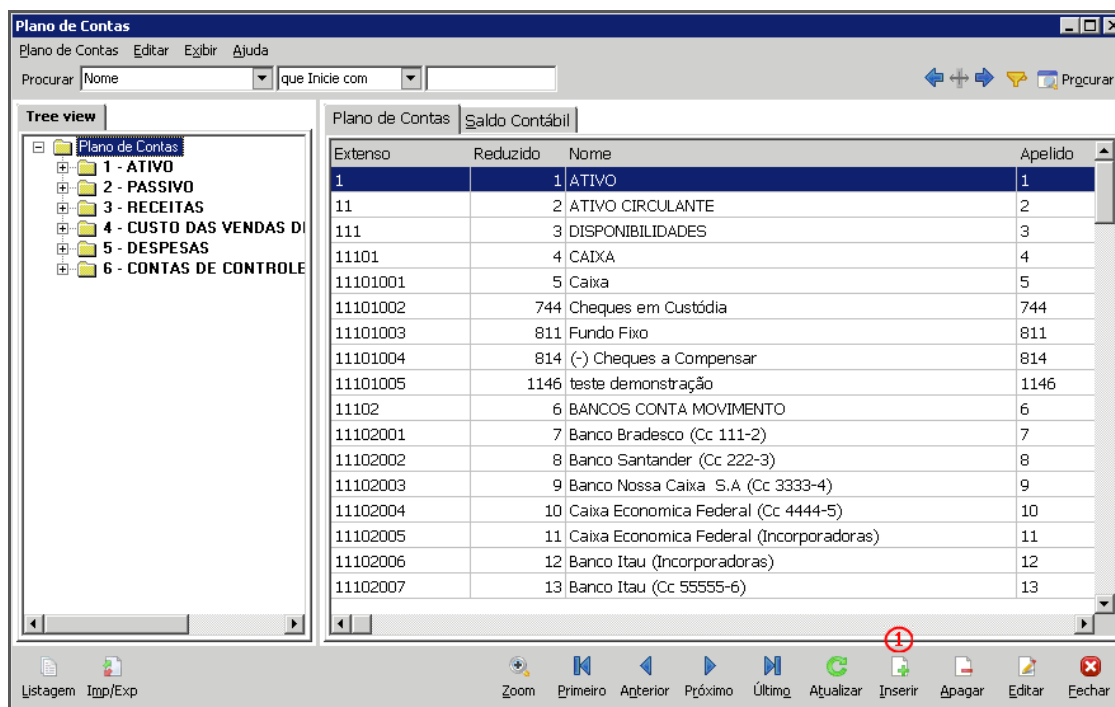 Plano de Contas
Plano de Contas Editar Exibir Ajuda
Procurar Nome que Inicie com Procurar
Tree view
Plano de Contas
1 - ATIVO
2 - PASSIVO
3 - RECEITAS
4 - CUSTO DAS VENDAS DI
5 - DESPESAS
6 - CONTAS DE CONTROLE
Plano de Contas Saldo Contábil
Extenso Reduzido Nome Apelido
1 1 ATIVO 1
11 2 ATIVO CIRCULANTE 2
111 3 DISPONIBILIDADES 3
11101 4 CAIXA 4
11101001 5 Caixa 5
11101002 744 Cheques em Custódia 744
11101003 811 Fundo Fixo 811
11101004 814 (-) Cheques a Compensar 814
11101005 1146 teste demonstração 1146
11102 6 BANCOS CONTA MOVIMENTO 6
11102001 7 Banco Bradesco (Cc 111-2) 7
11102002 8 Banco Santander (Cc 222-3) 8
11102003 9 Banco Nossa Caixa  S.A (Cc 3333-4) 9
11102004 10 Caixa Economica Federal (Cc 4444-5) 10
11102005 11 Caixa Economica Federal (Incorporadoras) 11
11102006 12 Banco Itau (Incorporadoras) 12
11102007 13 Banco Itau (Cc 55555-6) 13
1
Listagem Imp/Exp Zoom Primeiro Anterior Próximo Último Atualizar Inserir Apagar Editar Fechar